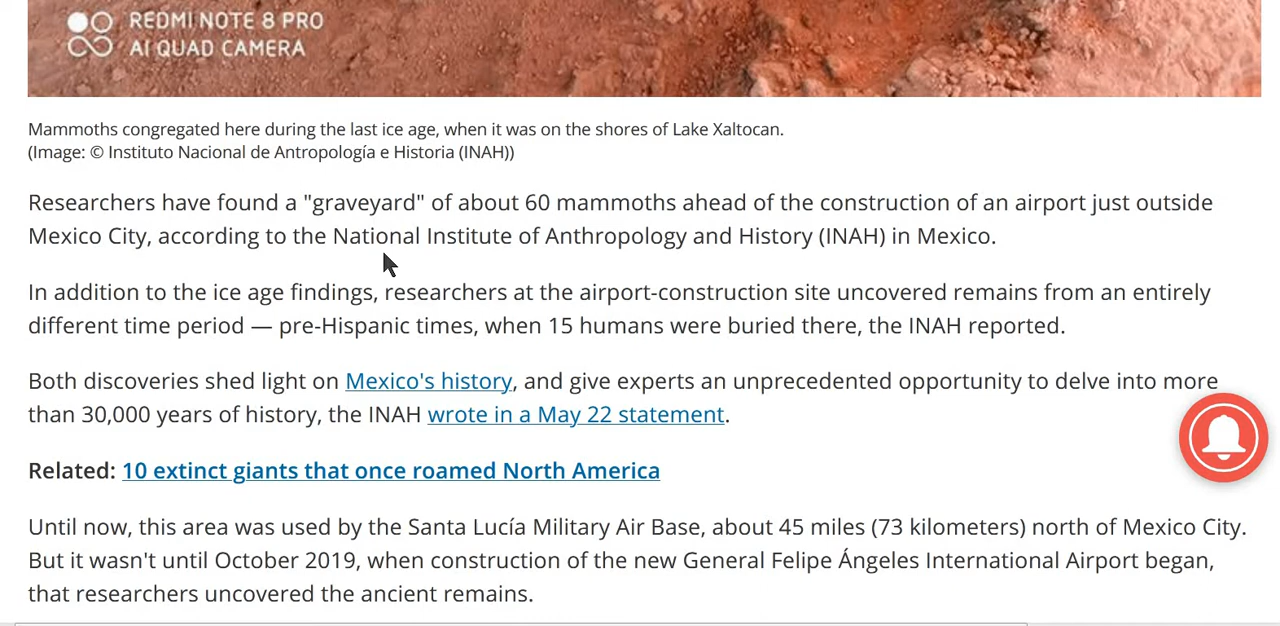 REDMI NOTE 8 PRO
AI QUAD CAMERA
Mammoths congregated here during the last ice age, when it was on the shores of Lake Xaltocan.
(Image: © Instituto Nacional de Antropología e Historia (INAH))
Researchers have found a "graveyard" of about 60 mammoths ahead of the construction of an airport just outside
Mexico City, according to the National Institute of Anthropology and History (INAH) in Mexico.
In addition to the ice age findings, researchers at the airport-construction site uncovered remains from an entirely
different time period — pre-Hispanic times, when 15 humans were buried there, the INAH reported.
Both discoveries shed light on Mexico's history, and give experts an unprecedented opportunity to delve into more
than 30,000 years of history, the INAH wrote in a May 22 statement.
Related: 10 extinct giants that once roamed North America
Until now, this area was used by the Santa Lucía Military Air Base, about 45 miles (73 kilometers) north of Mexico City.
But it wasn't until October 2019, when construction of the new General Felipe Ángeles International Airport began,
that researchers uncovered the ancient remains.